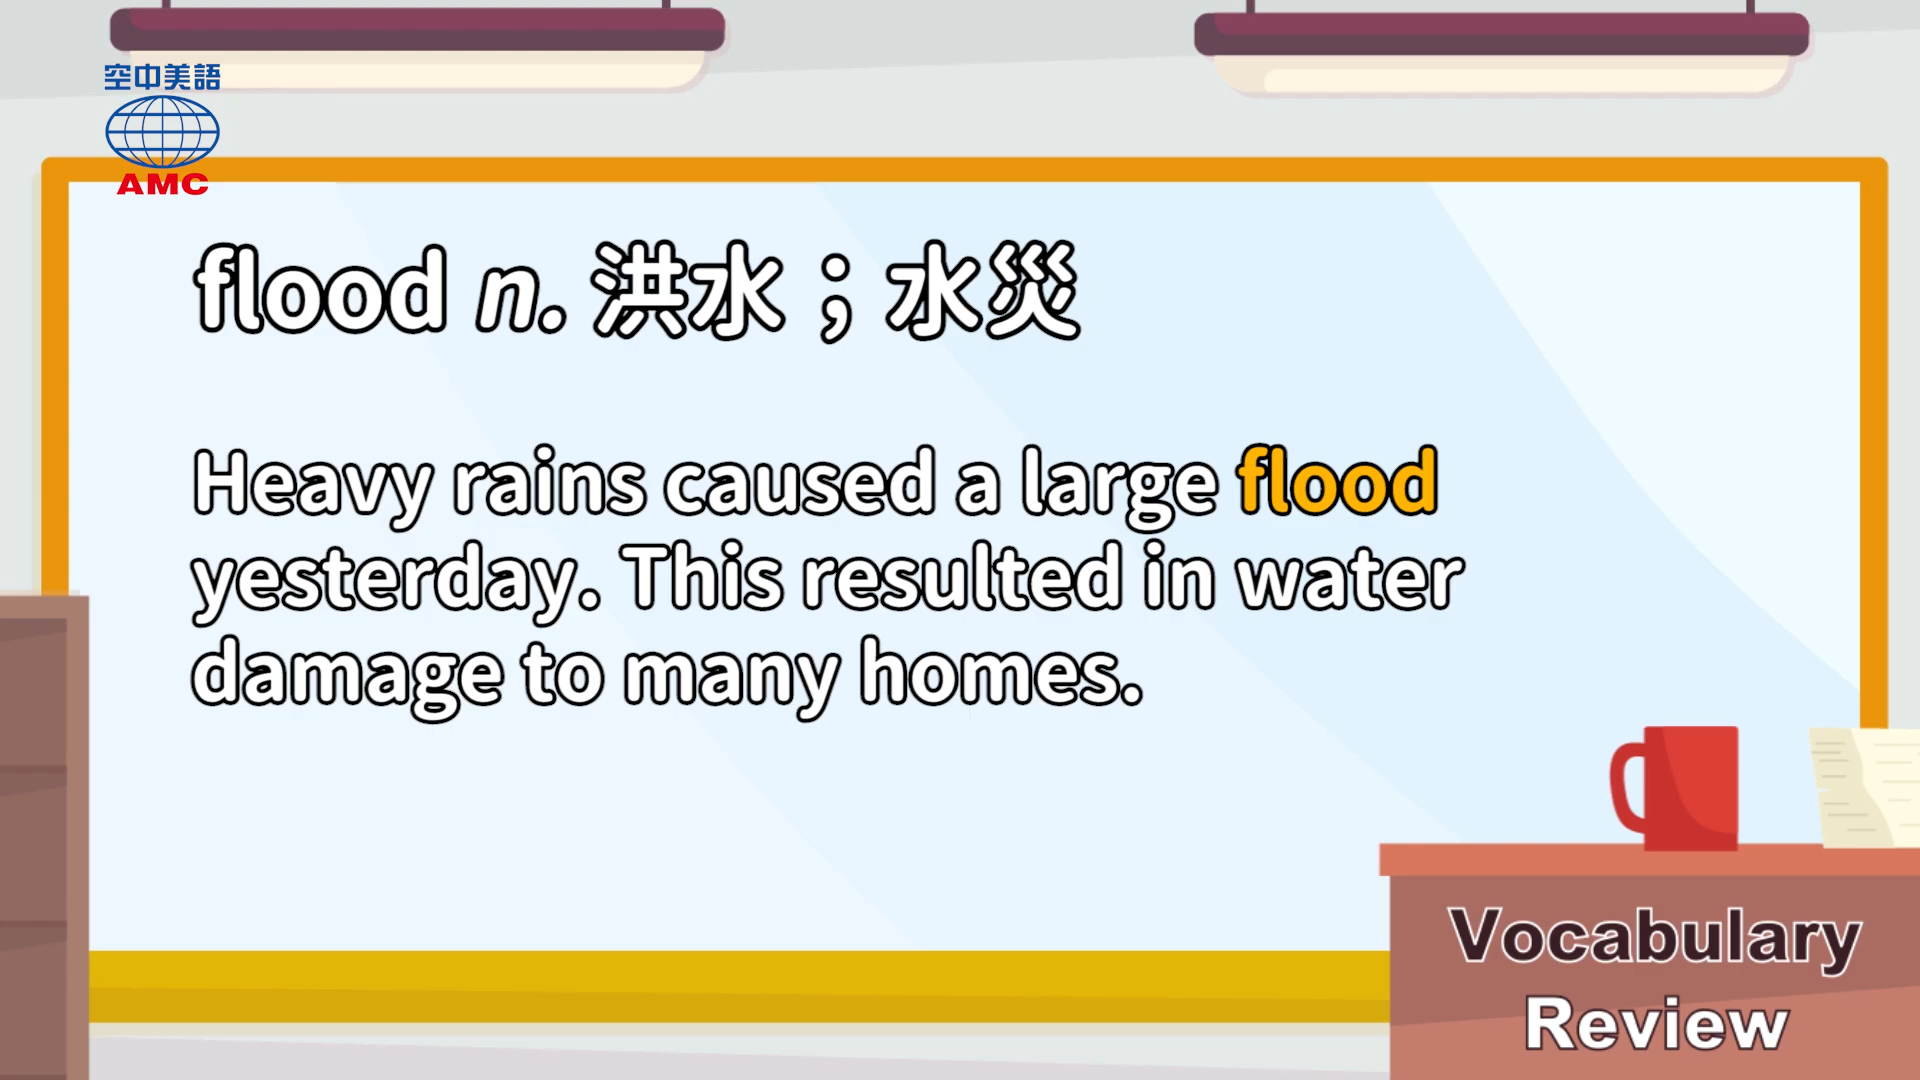 空中美語
AMC
flood n. 洪水；水災
Heavy rains caused a large flood
yesterday. This resulted in water
damage to many homes.
Vocabulary
Review